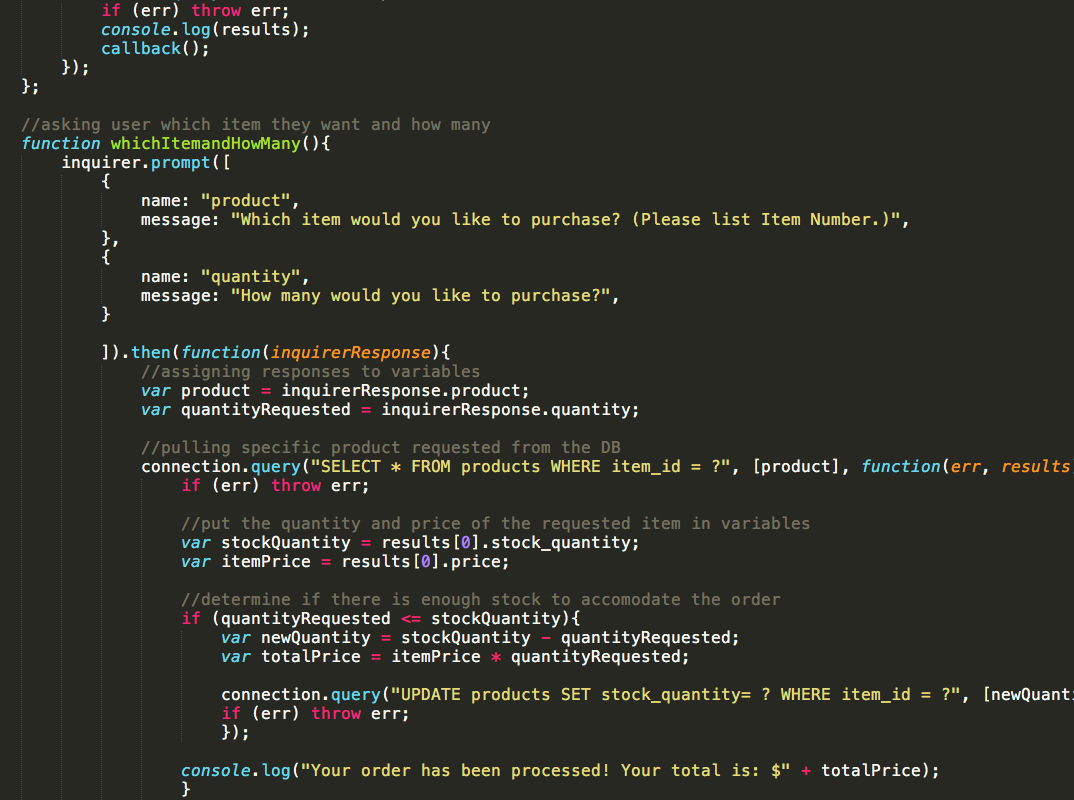 if (err) throw err;
console.log(results);
callback();
});
};
//asking user which item they want and how many
function whichItemandHowMany(){
inquirer.prompt([
{
name: "product",
message: "Which item would you like to purchase? (Please list Item Number.)",
},
{
name: "quantity",
message: "How many would you like to purchase?",
}
]).then(function(inquirerResponse){
//assigning responses to variables
var product = inquirerResponse.product;
var quantityRequested = inquirerResponse.quantity;
//pulling specific product requested from the DB
connection.query("SELECT * FROM products WHERE item_id = ?", [product], function(err, results
if (err) throw err;
//put the quantity and price of the requested item in variables
var stockQuantity = results[0].stock_quantity;
var itemPrice = results[0].price;
//determine if there is enough stock to accomodate the order
if (quantityRequested <= stockQuantity){
var newQuantity = stockQuantity - quantityRequested;
var totalPrice = itemPrice * quantityRequested;
connection.query("UPDATE products SET stock_quantity= ? WHERE item_id = ?", [newQuanti
if (err) throw err;
});
console.log("Your order has been processed! Your total is: $" + totalPrice);
}